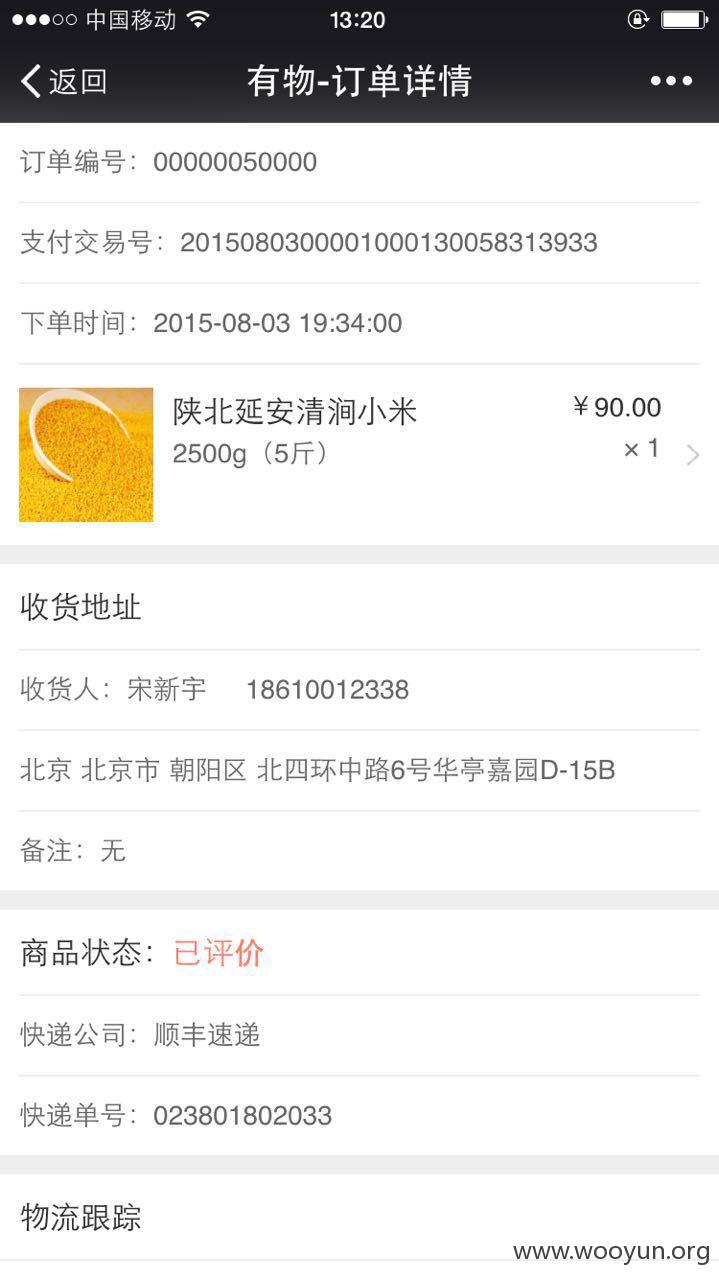 中国移动 13:20
返回 有物-订单详情
订单编号：00000050000
支付交易号：2015080300001000130058313933
下单时间：2015-08-03 19:34:00
陕北延安清涧小米 ￥90.00
2500g（5斤） × 1
收货地址
收货人：宋新宇 18610012338
北京 北京市 朝阳区 北四环中路6号华亭嘉园D-15B
备注：无
商品状态：已评价
快递公司：顺丰速递
快递单号：023801802033
物流跟踪
www.wooyun.org